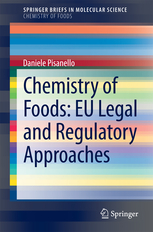 SPRINGER BRIEFS IN MOLECULAR SCIENCE
CHEMISTRY OF FOODS
Daniele Pisanello
Chemistry of
Foods: EU Legal
and Regulatory
Approaches
Springer